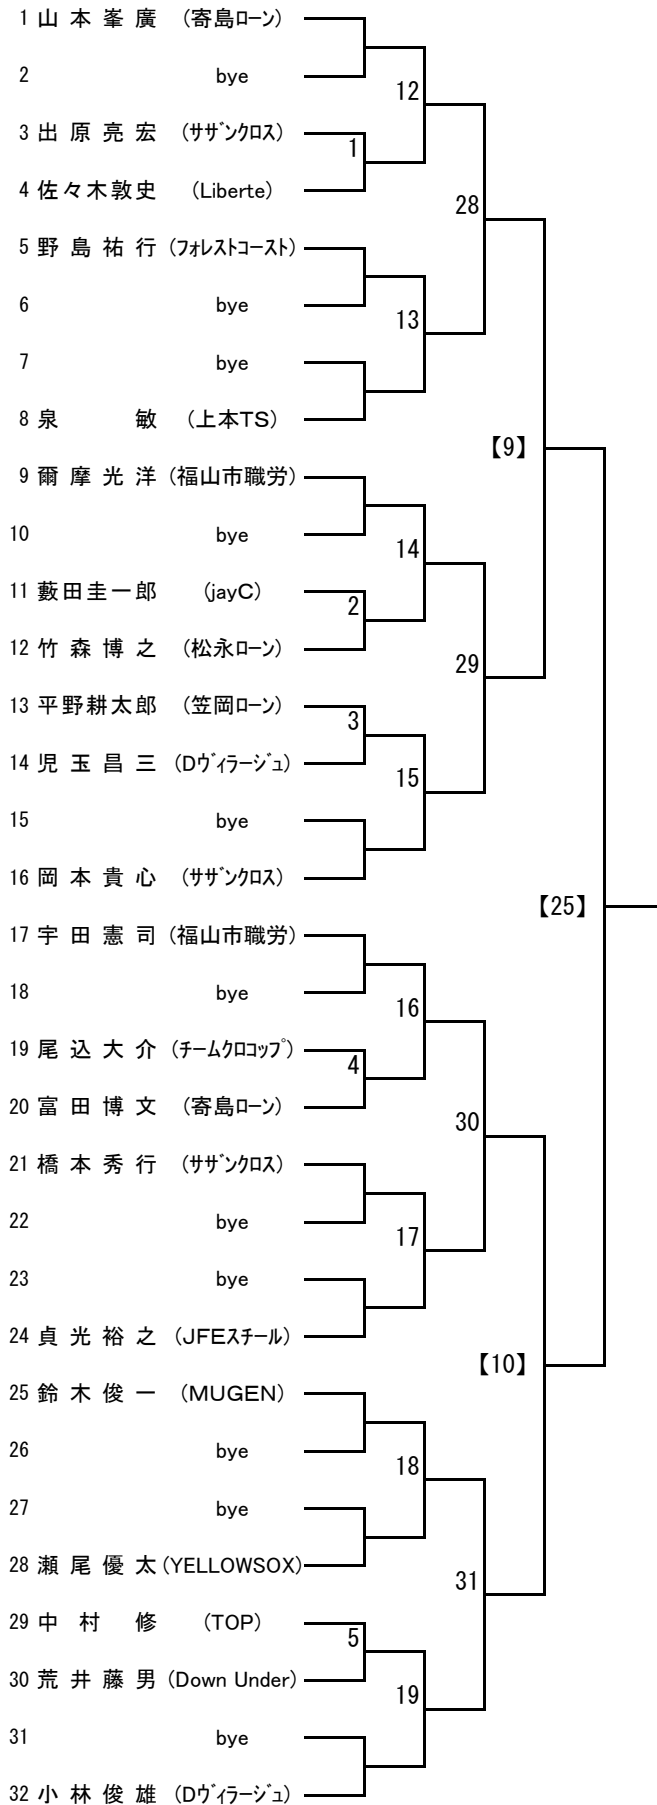 1 山本峯廣 (寄島ローン)
2 bye
12
3 出原亮宏 (ｻｻﾞﾝｸﾛｽ)
1
4 佐々木敦史 (Liberte)
28
5 野島祐行 (ﾌｫﾚｽﾄｺｰｽﾄ)
6 bye
13
7 bye
8 泉 敏 (上本TS)
【9】
9 爾摩光洋 (福山市職労)
10 bye
14
11 藪田圭一郎 (jayC)
2
12 竹森博之 (松永ローン)
29
13 平野耕太郎 (笠岡ローン)
3
14 児玉昌三 (Dヴィラージュ)
15
15 bye
16 岡本貴心 (ｻｻﾞﾝｸﾛｽ)
【25】
17 宇田憲司 (福山市職労)
18 bye
16
19 尾込大介 (ﾁｰﾑｸﾛｺｯﾌﾟ)
4
20 富田博文 (寄島ローン)
30
21 橋本秀行 (ｻｻﾞﾝｸﾛｽ)
22 bye
17
23 bye
24 貞光裕之 (JFEｽﾁｰﾙ)
【10】
25 鈴木俊一 (MUGEN)
26 bye
18
27 bye
28 瀬尾優太 (YELLOWSOX)
31
29 中村 修 (TOP)
5
30 荒井藤男 (Down Under)
19
31 bye
32 小林俊雄 (Dヴィラージュ)